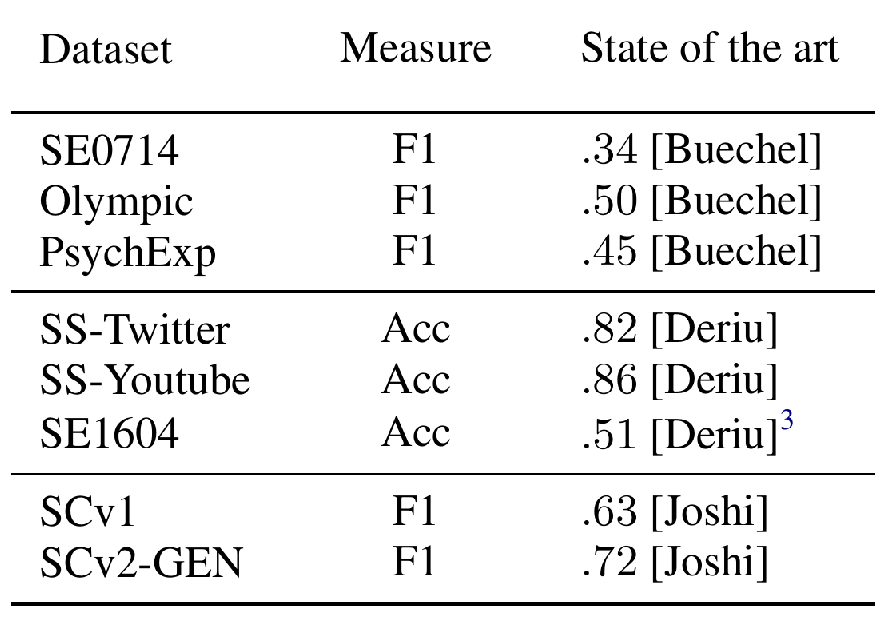 Dataset Measure State of the art
SE0714 F1 .34 [Buechel]
Olympic F1 .50 [Buechel]
PsychExp F1 .45 [Buechel]
SS-Twitter Acc .82 [Deriu]
SS-Youtube Acc .86 [Deriu]
SE1604 Acc .51 [Deriu]3
SCv1 F1 .63 [Joshi]
SCv2-GEN F1 .72 [Joshi]